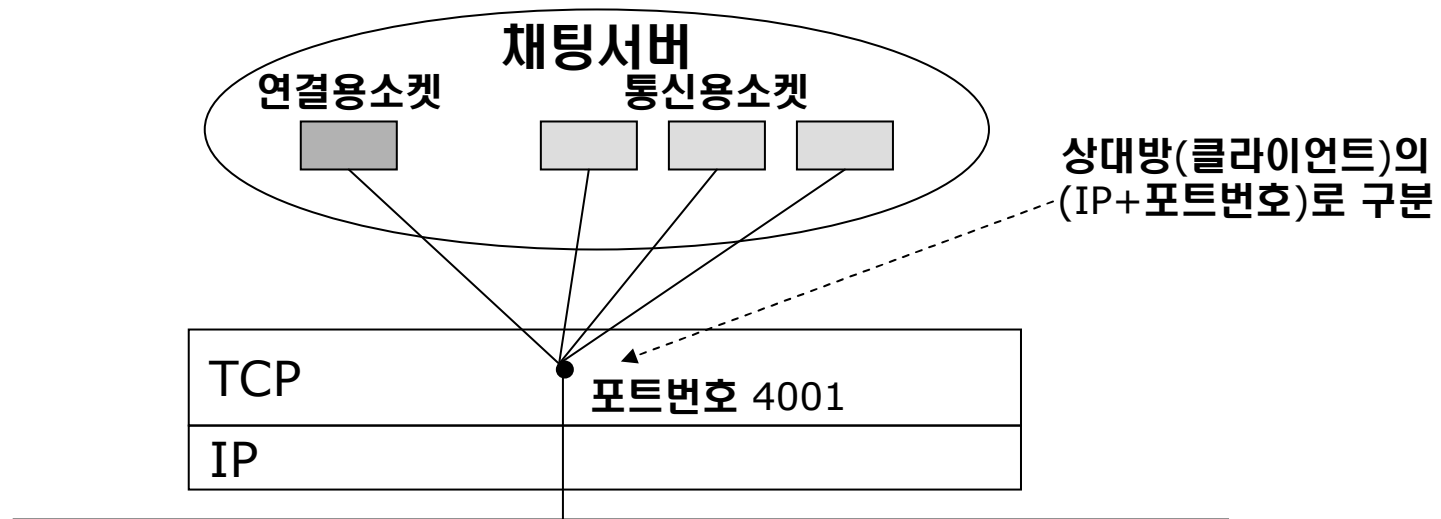 채팅서버
연결용소켓
통신용소켓
상대방(클라이언트)의
(IP+포트번호)로 구분
TCP
포트번호 4001
IP